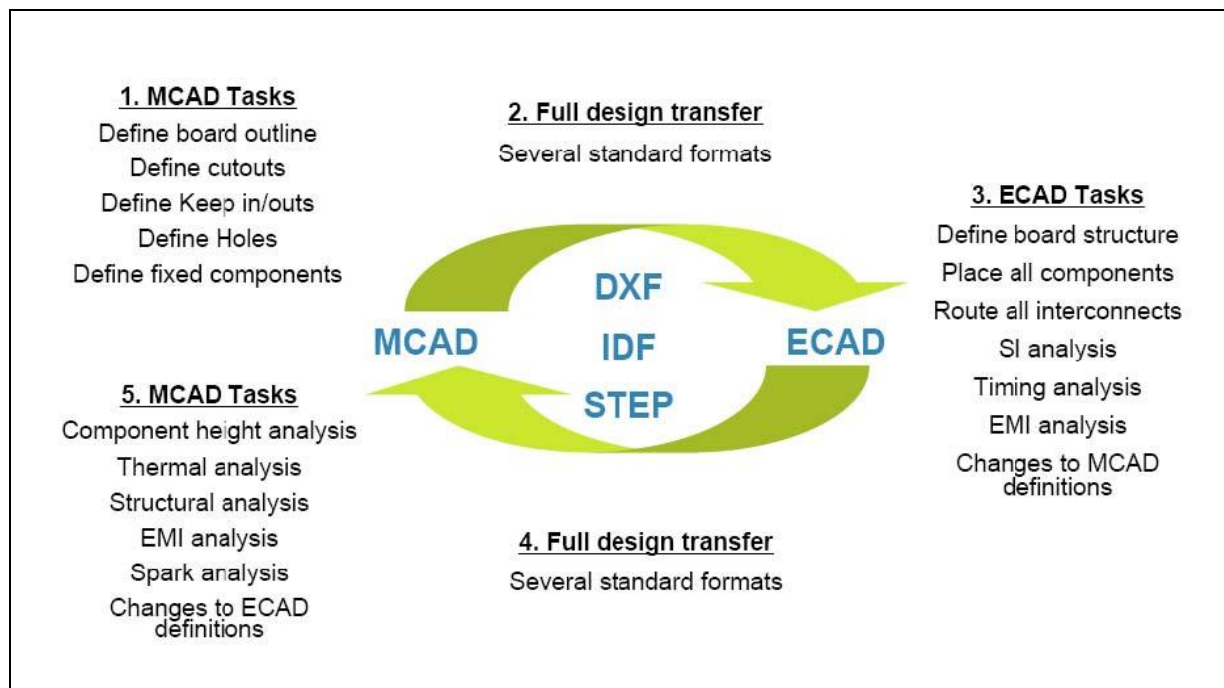 1. MCAD Tasks
Define board outline
Define cutouts
Define Keep in/outs
Define Holes
Define fixed components
2. Full design transfer
Several standard formats
3. ECAD Tasks
Define board structure
Place all components
Route all interconnects
SI analysis
Timing analysis
EMI analysis
Changes to MCAD
definitions
MCAD
DXF
IDF
STEP
ECAD
4. Full design transfer
Several standard formats
5. MCAD Tasks
Component height analysis
Thermal analysis
Structural analysis
EMI analysis
Spark analysis
Changes to ECAD
definitions